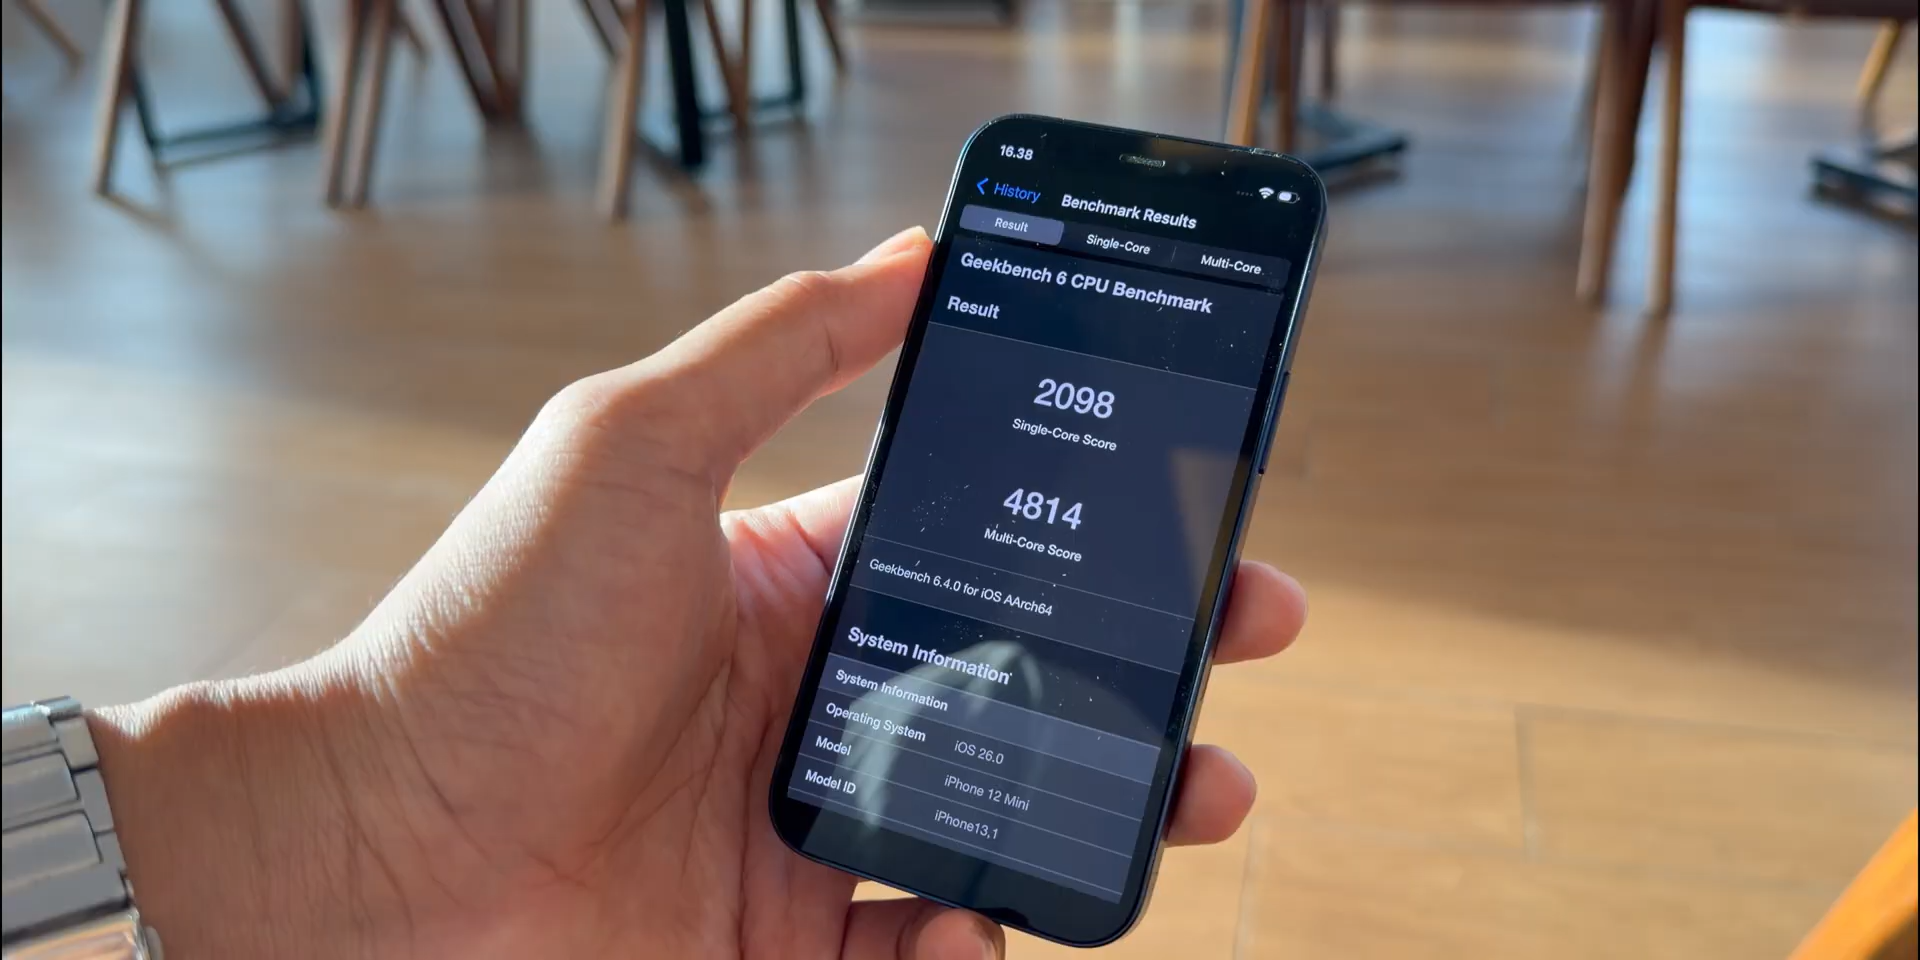 16.38
History
Benchmark Results
Result
Single-Core
Multi-Core
Geekbench 6 CPU Benchmark
Result
2098
Single-Core Score
4814
Multi-Core Score
Geekbench 6.4.0 for iOS AArch64
System Information
System Information
Operating System iOS 26.0
Model iPhone 12 Mini
Model ID iPhone13,1